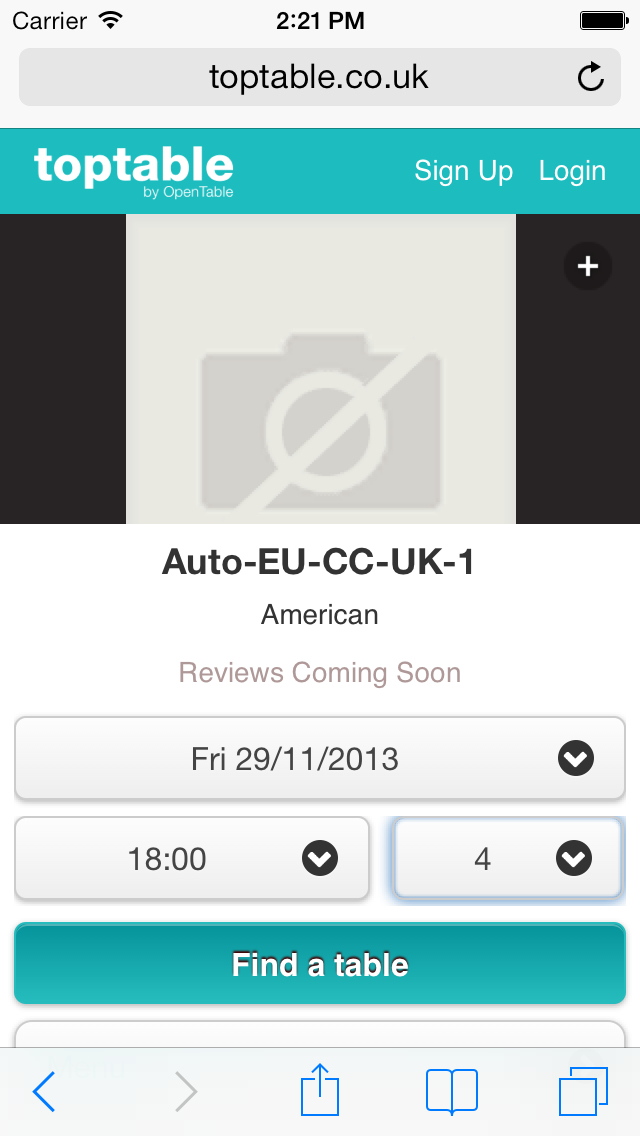 Carrier 2:21 PM
toptable.co.uk
toptable
by OpenTable
Sign Up Login
Auto-EU-CC-UK-1
American
Reviews Coming Soon
Fri 29/11/2013
18:00 4
Find a table